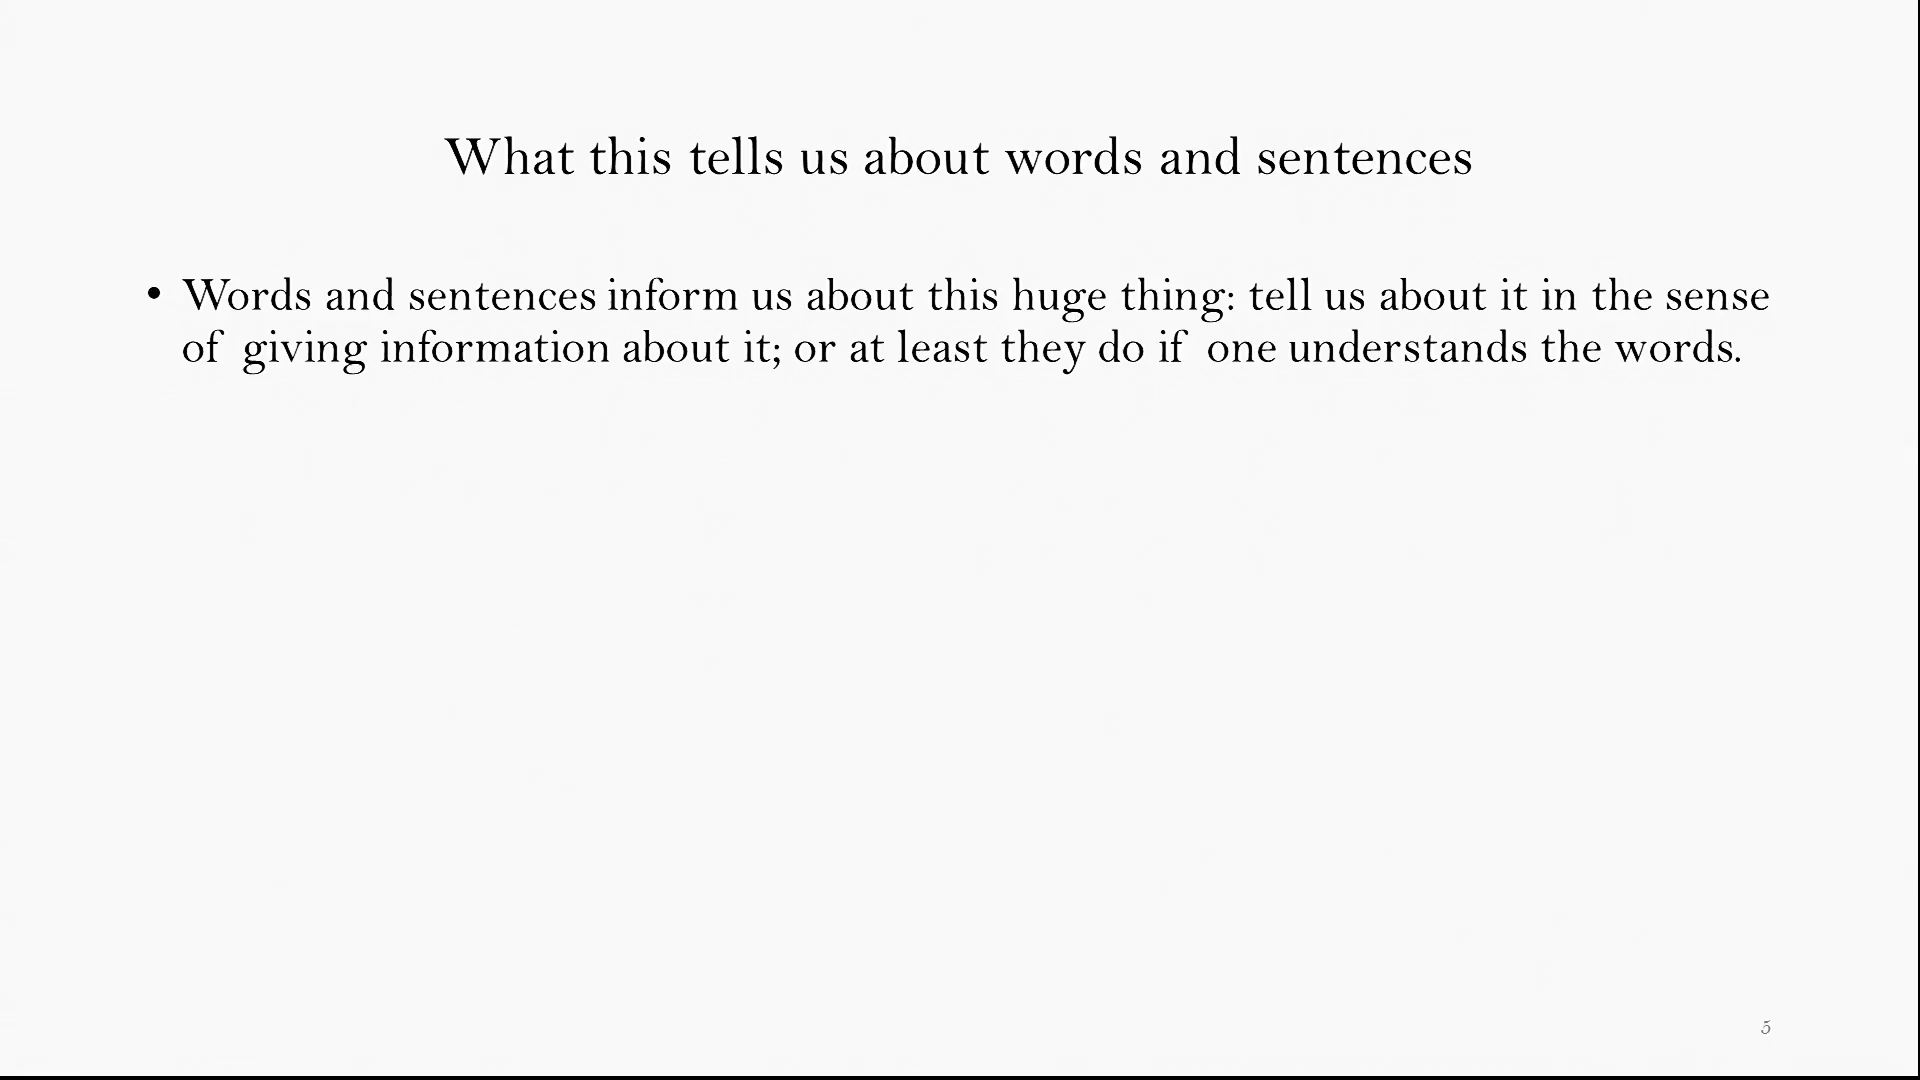 What this tells us about words and sentences
• Words and sentences inform us about this huge thing: tell us about it in the sense
of giving information about it; or at least they do if one understands the words.
5